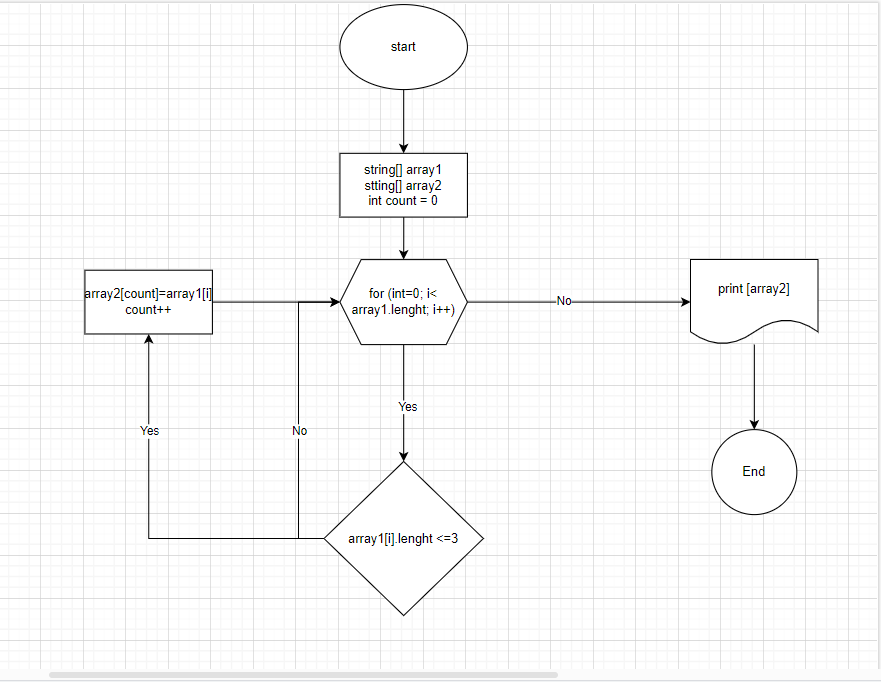 start
string[] array1
stting[] array2
int count = 0
array2[count]=array1[i]
count++
for (int=0; i<
array1.lenght; i++)
No
print [array2]
Yes
Yes
No
End
array1[i].lenght <=3